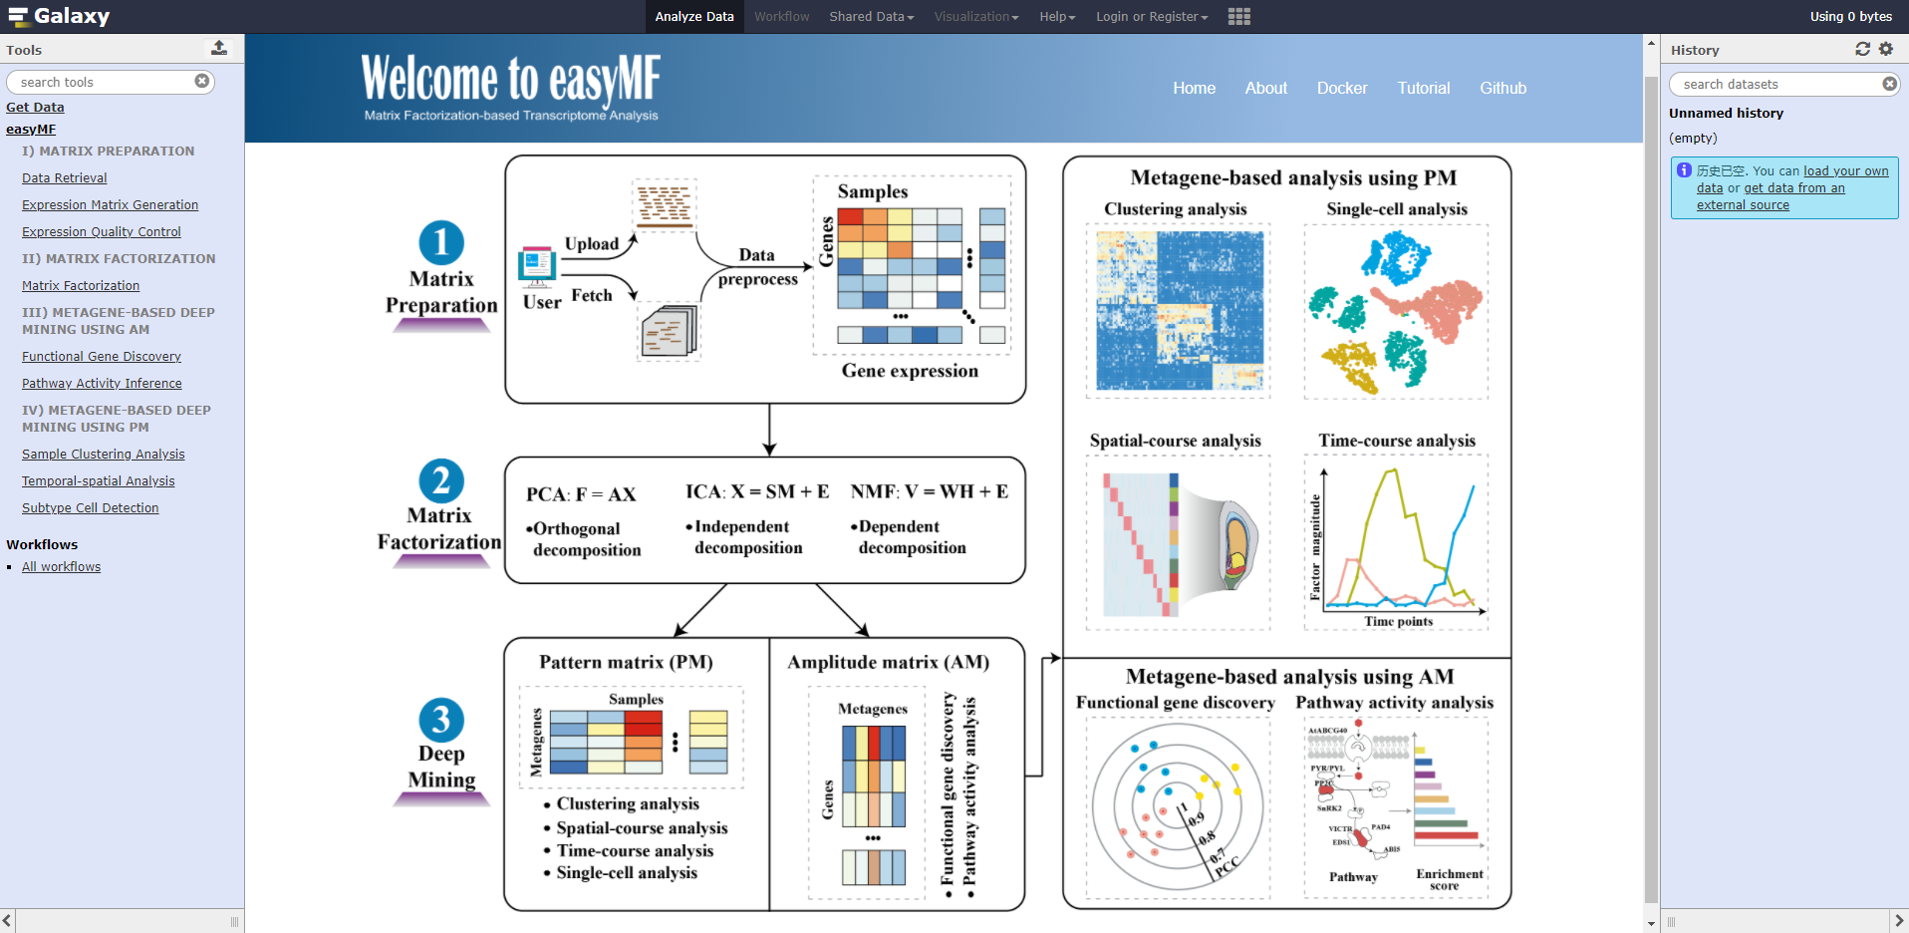 Galaxy
Analyze Data
Workflow
Shared Data
Visualization
Help
Login or Register
Using 0 bytes
Tools
search tools
Get Data
easyMF
I) MATRIX PREPARATION
Data Retrieval
Expression Matrix Generation
Expression Quality Control
II) MATRIX FACTORIZATION
Matrix Factorization
III) METAGENE-BASED DEEP
MINING USING AM
Functional Gene Discovery
Pathway Activity Inference
IV) METAGENE-BASED DEEP
MINING USING PM
Sample Clustering Analysis
Temporal-spatial Analysis
Subtype Cell Detection
Workflows
All workflows
Welcome to easyMF
Matrix Factorization-based Transcriptome Analysis
Home
About
Docker
Tutorial
Github
1
Matrix
Preparation
User
Upload
Fetch
Data
preprocess
Samples
Genes
Gene expression
2
Matrix
Factorization
PCA: F = AX
•Orthogonal
decomposition
ICA: X = SM + E
•Independent
decomposition
NMF: V = WH + E
•Dependent
decomposition
3
Deep
Mining
Pattern matrix (PM)
Samples
Metagenes
• Clustering analysis
• Spatial-course analysis
• Time-course analysis
• Single-cell analysis
Amplitude matrix (AM)
Metagenes
Genes
• Functional gene discovery
• Pathway activity analysis
Metagene-based analysis using PM
Clustering analysis
Single-cell analysis
Spatial-course analysis
Time-course analysis
Factor magnitude
Time points
Metagene-based analysis using AM
Functional gene discovery
1
0.9
0.8
0.7
PCC
Pathway activity analysis
AtABCG40
PYR/PYL
PP2C
SnRK2
VICTR
PAD4
EDS1
ABI5
Pathway
Enrichment
score
History
search datasets
Unnamed history
(empty)
历史已空. You can load your own
data or get data from an
external source